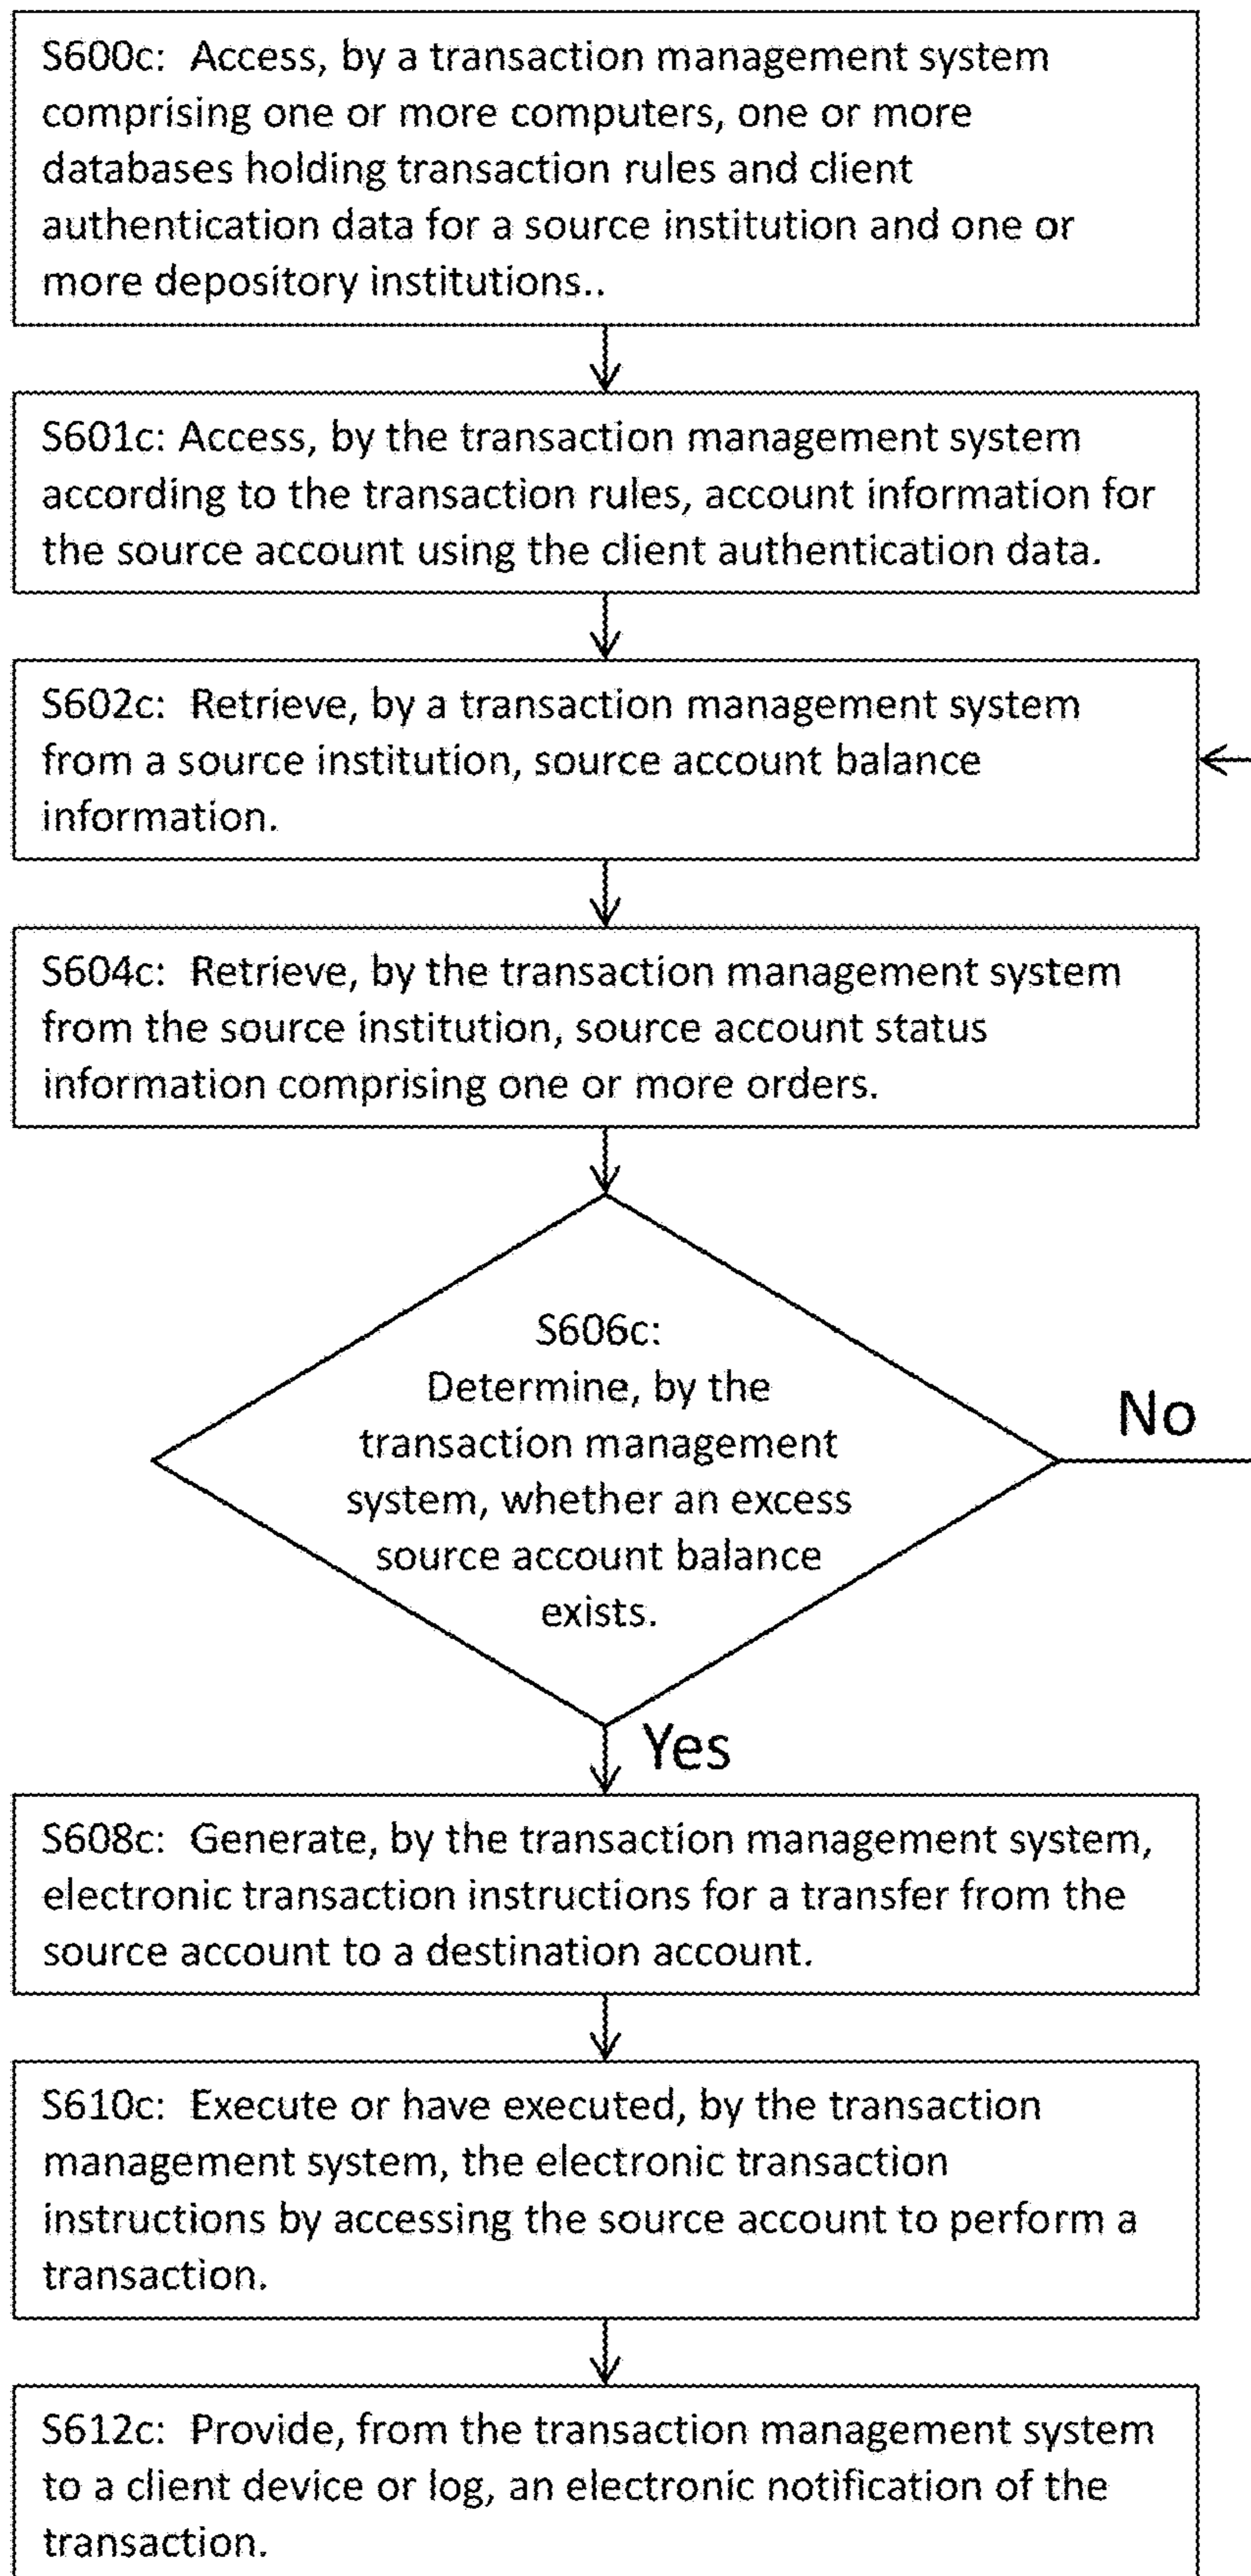 S600c: Access, by a transaction management system
comprising one or more computers, one or more
databases holding transaction rules and client
authentication data for a source institution and one or
more depository institutions..
S601c: Access, by the transaction management system
according to the transaction rules, account information for
the source account using the client authentication data.
S602c: Retrieve, by a transaction management system
from a source institution, source account balance
information.
S604c: Retrieve, by the transaction management system
from the source institution, source account status
information comprising one or more orders.
S606c:
Determine, by the
transaction management
system, whether an excess
source account balance
exists.
No
Yes
S608c: Generate, by the transaction management system,
electronic transaction instructions for a transfer from the
source account to a destination account.
S610c: Execute or have executed, by the transaction
management system, the electronic transaction
instructions by accessing the source account to perform a
transaction.
S612c: Provide, from the transaction management system
to a client device or log, an electronic notification of the
transaction.